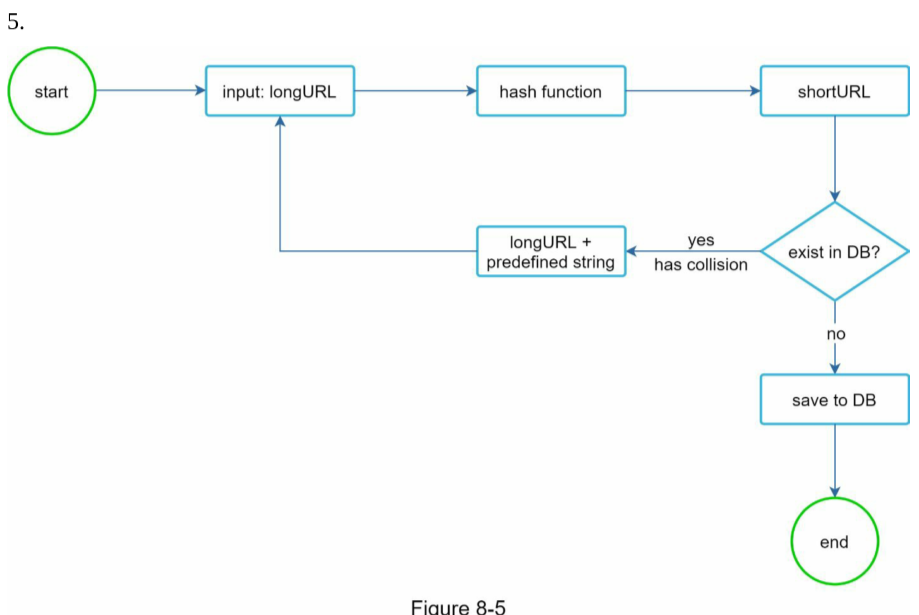 5.
start
input: longURL
hash function
shortURL
longURL +
predefined string
yes
has collision
exist in DB?
no
save to DB
end
Figure 8-5